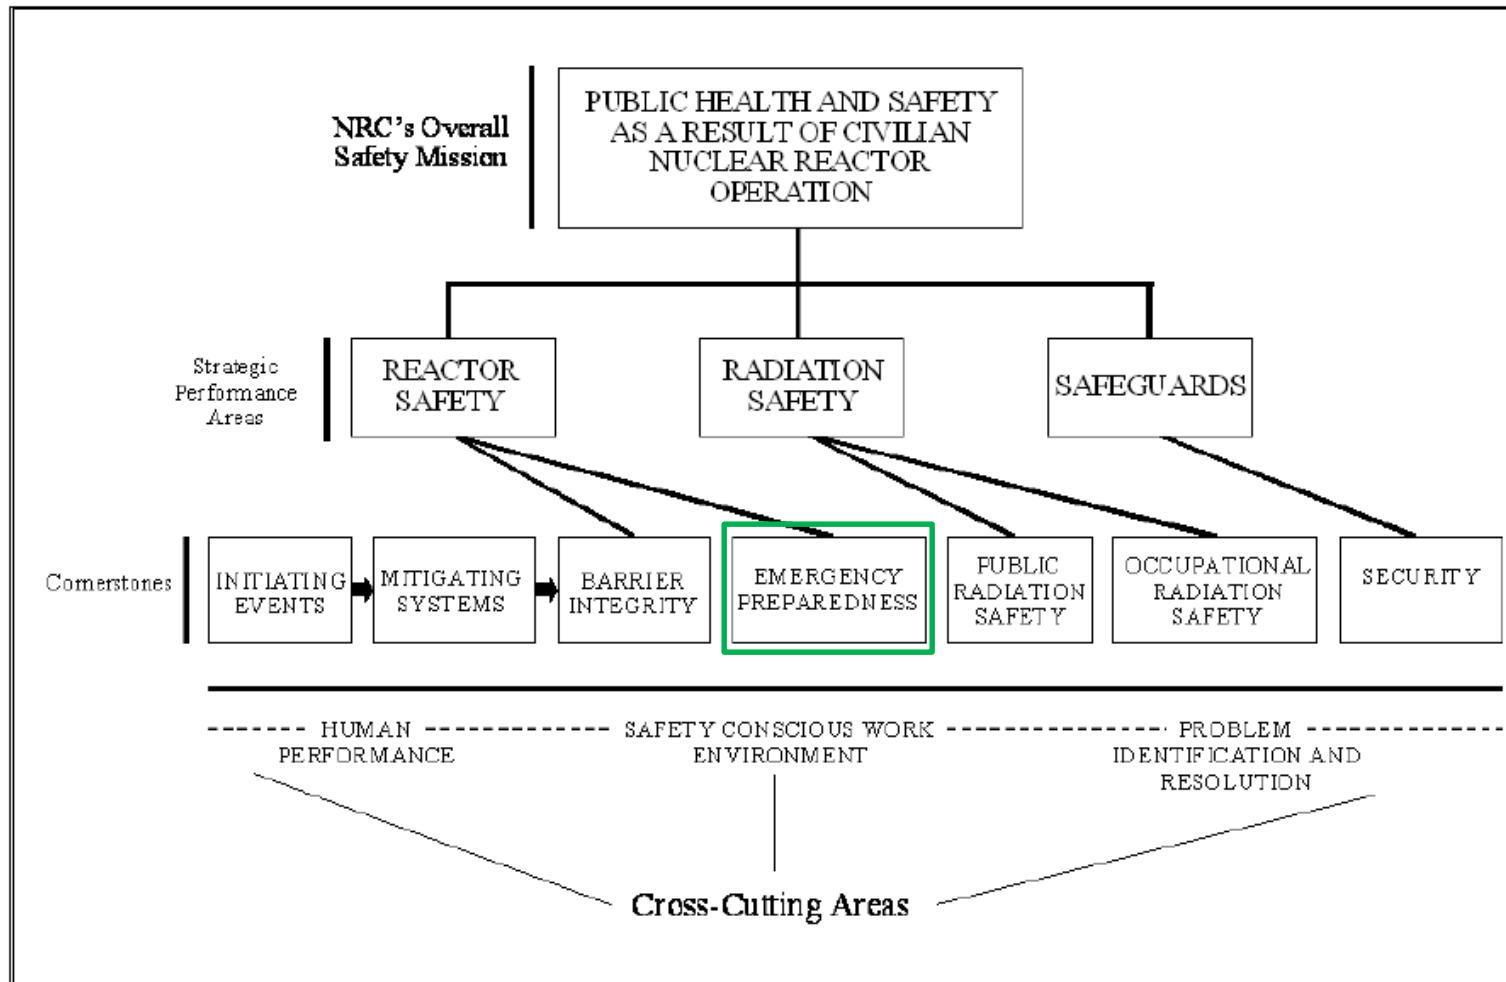 NRC's Overall
Safety Mission
PUBLIC HEALTH AND SAFETY
AS A RESULT OF CIVILIAN
NUCLEAR REACTOR
OPERATION
Strategic
Performance
Areas
REACTOR
SAFETY
RADIATION
SAFETY
SAFEGUARDS
Cornerstones
INITIATING
EVENTS
MITIGATING
SYSTEMS
BARRIER
INTEGRITY
EMERGENCY
PREPAREDNESS
PUBLIC
RADIATION
SAFETY
OCCUPATIONAL
RADIATION
SAFETY
SECURITY
HUMAN
PERFORMANCE
SAFETY CONSCIOUS WORK
ENVIRONMENT
PROBLEM
IDENTIFICATION AND
RESOLUTION
Cross-Cutting Areas